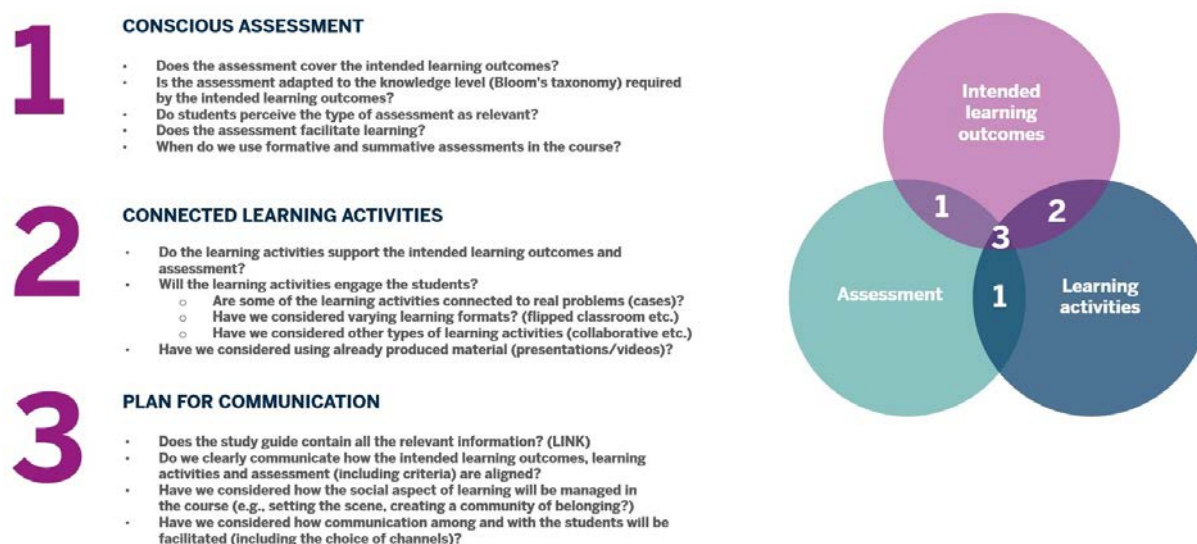 1
CONSCIOUS ASSESSMENT
· Does the assessment cover the intended learning outcomes?
· Is the assessment adapted to the knowledge level (Bloom's taxonomy) required
by the intended learning outcomes?
· Do students perceive the type of assessment as relevant?
· Does the assessment facilitate learning?
· When do we use formative and summative assessments in the course?
2
CONNECTED LEARNING ACTIVITIES
· Do the learning activities support the intended learning outcomes and
assessment?
· Will the learning activities engage the students?
o Are some of the learning activities connected to real problems (cases)?
o Have we considered varying learning formats? (flipped classroom etc.)
o Have we considered other types of learning activities (collaborative etc.)
· Have we considered using already produced material (presentations/videos)?
3
PLAN FOR COMMUNICATION
· Does the study guide contain all the relevant information? (LINK)
· Do we clearly communicate how the intended learning outcomes, learning
activities and assessment (including criteria) are aligned?
· Have we considered how the social aspect of learning will be managed in
the course (e.g., setting the scene, creating a community of belonging?)
· Have we considered how communication among and with the students will be
facilitated (including the choice of channels)?
Intended
learning
outcomes
1
2
3
Assessment
1
Learning
activities